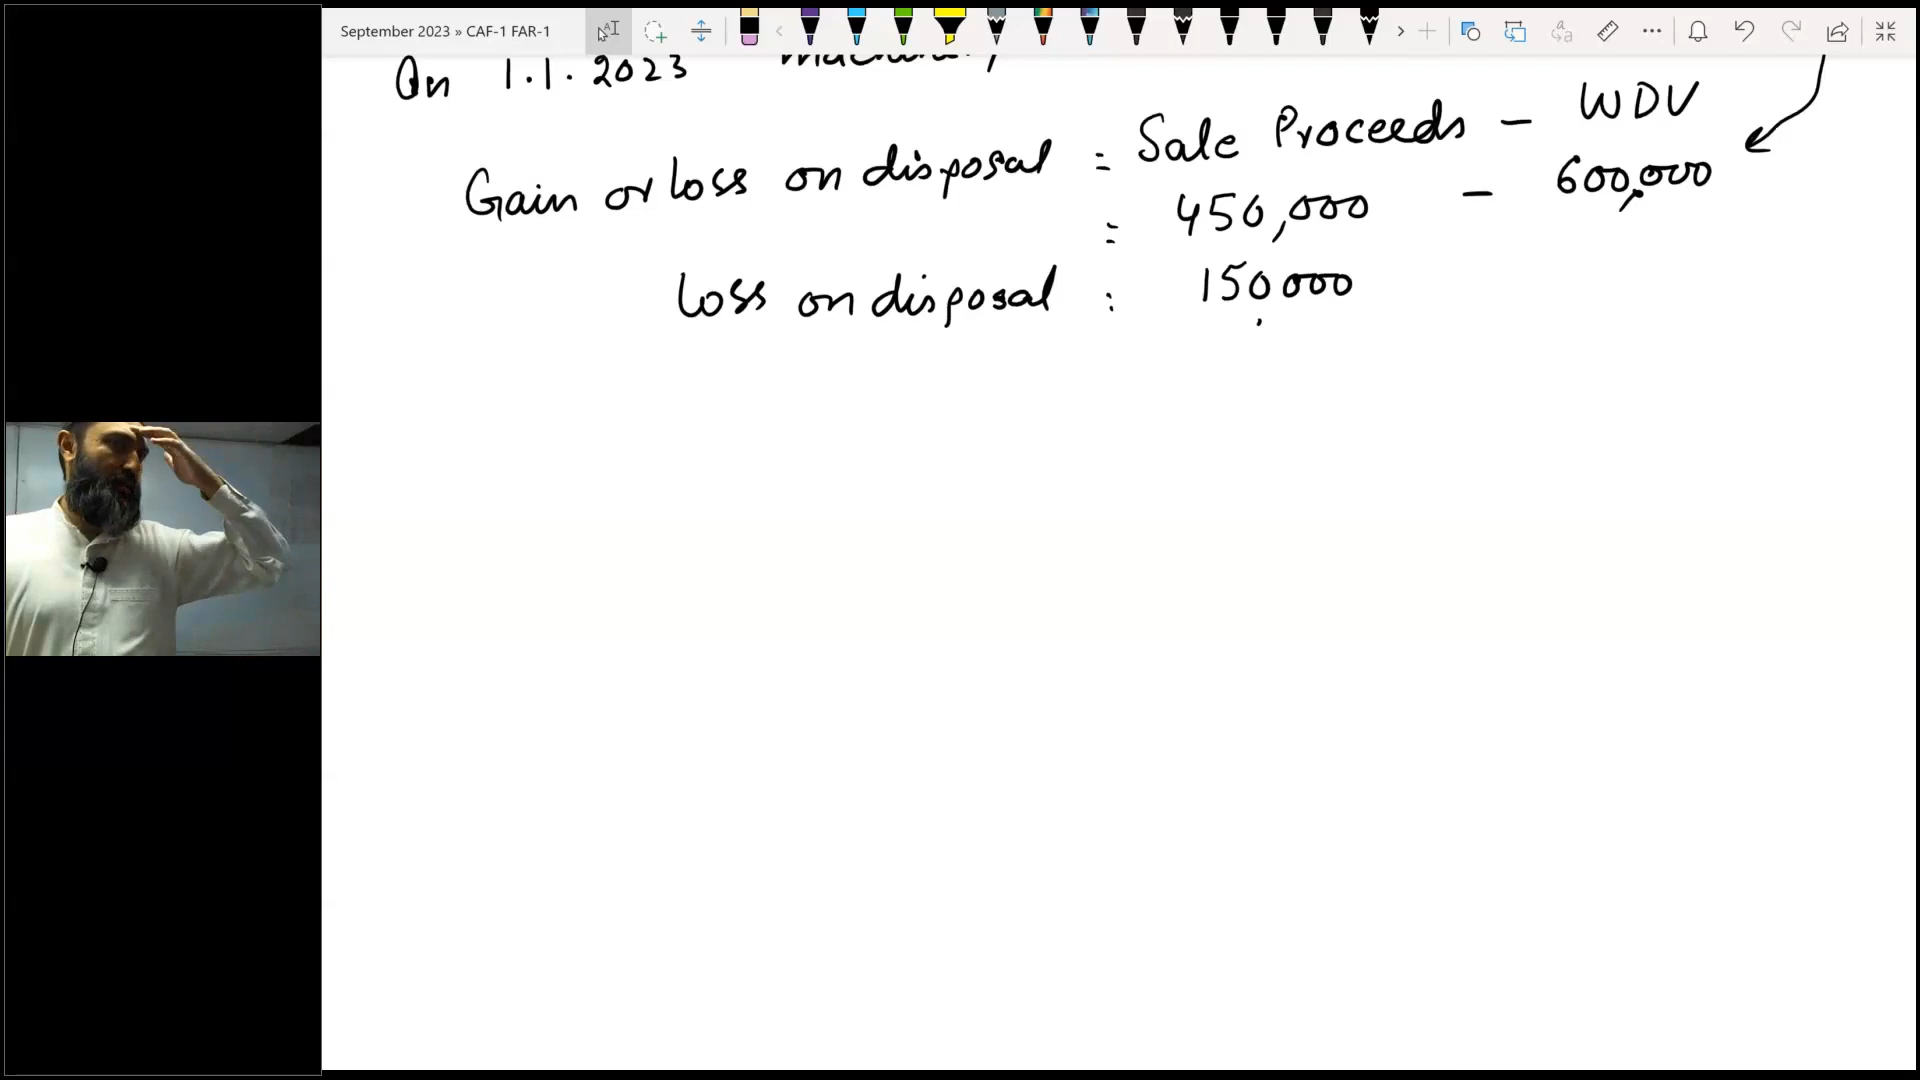 September 2023 » CAF-1 FAR-1
On 1.1.2023
Gain or loss on disposal = Sale Proceeds - WDV
= 450,000 - 600,000
Loss on disposal : 150,000